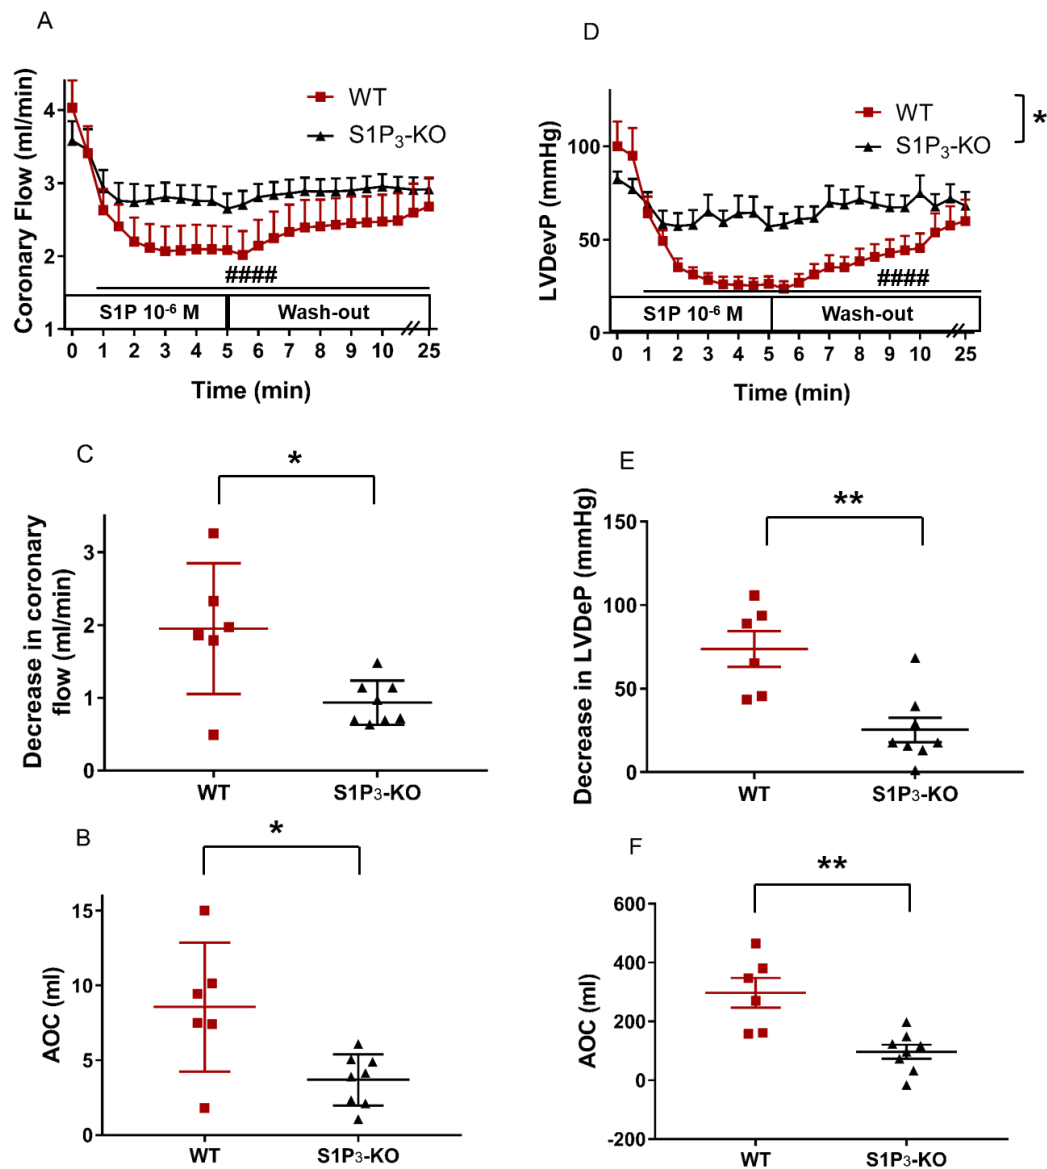 A
Coronary Flow (ml/min)
WT
S1P₃-KO
4
3
2
1
####
S1P 10⁻⁶ M
Wash-out
0 1 2 3 4 5 6 7 8 9 10 25
Time (min)
D
LVDevP (mmHg)
WT
S1P₃-KO
*
100
50
0
####
S1P 10⁻⁶ M
Wash-out
0 1 2 3 4 5 6 7 8 9 10 25
Time (min)
C
*
Decrease in coronary
flow (ml/min)
3
2
1
0
WT
S1P₃-KO
E
**
Decrease in LVDeP (mmHg)
150
100
50
0
WT
S1P₃-KO
B
*
AOC (ml)
15
10
5
0
WT
S1P₃-KO
F
**
AOC (ml)
600
400
200
0
-200
WT
S1P₃-KO